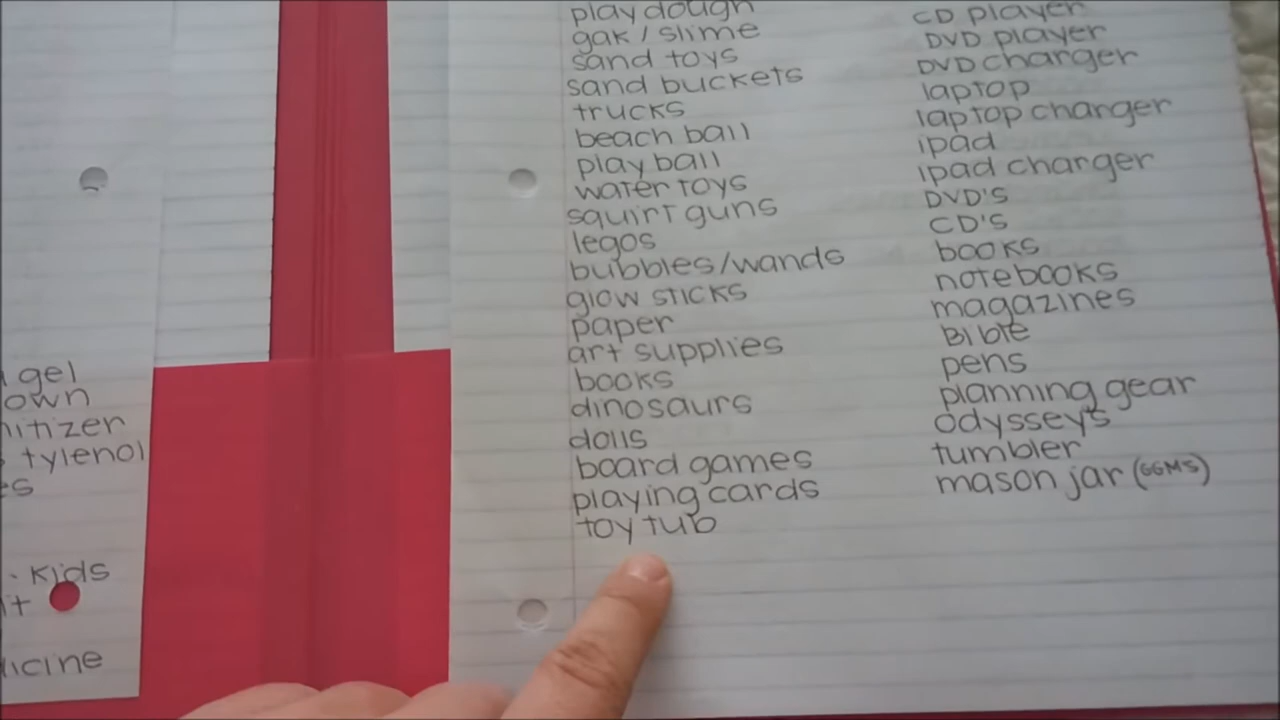 gel
own
nitizer
tylenol
es
- kids
it
icine
play dough
gak / slime
sand toys
sand buckets
trucks
beach ball
play ball
water toys
squirt guns
legos
bubbles/wands
glow sticks
paper
art supplies
books
dinosaurs
dolls
board games
playing cards
toy tub
CD player
DVD player
DVD charger
laptop
laptop charger
ipad
ipad charger
DVD's
CD'S
books
notebooks
magazines
Bible
pens
planning gear
odyssey's
tumbler
mason jar (GGMS)